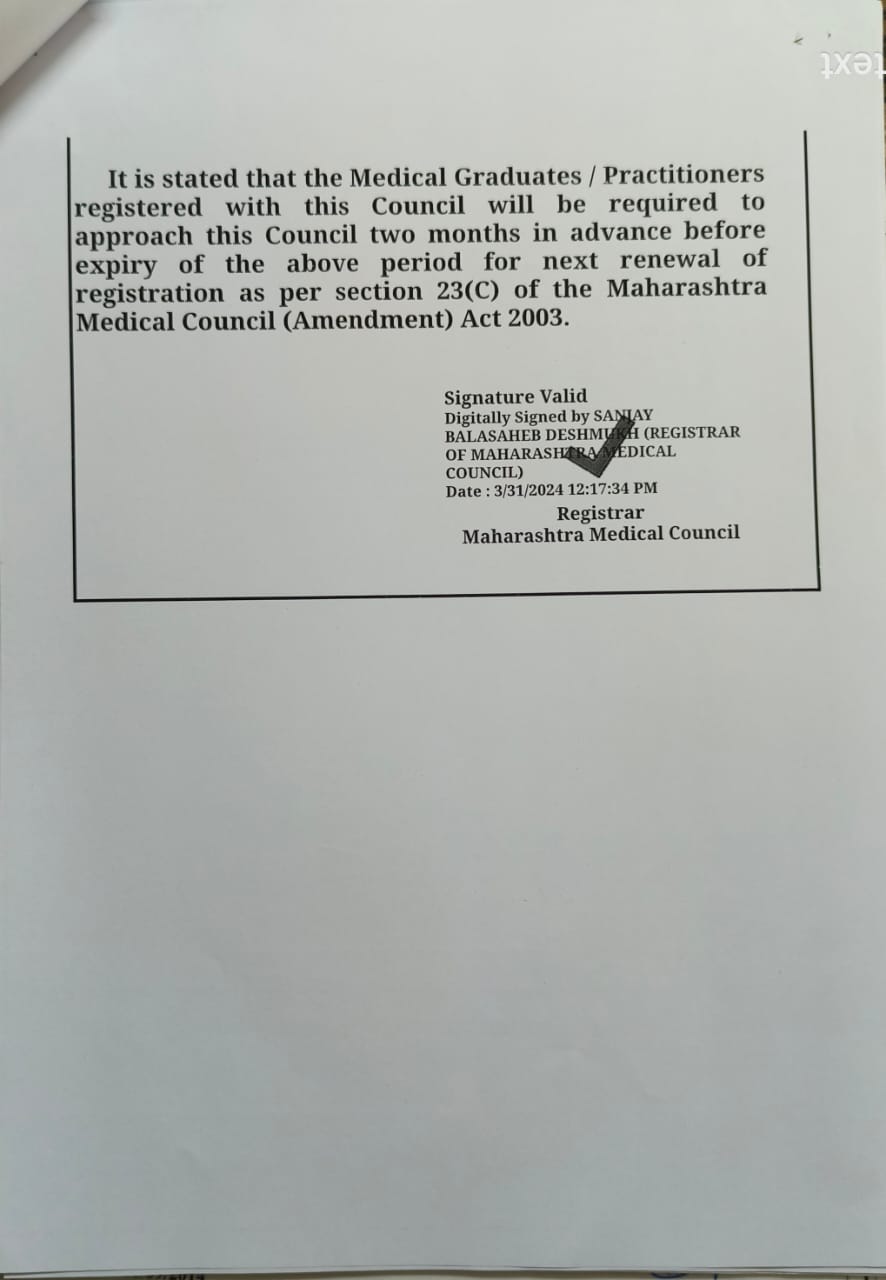 text
It is stated that the Medical Graduates / Practitioners
registered with this Council will be required to
approach this Council two months in advance before
expiry of the above period for next renewal of
registration as per section 23(C) of the Maharashtra
Medical Council (Amendment) Act 2003.
Signature Valid
Digitally Signed by SANJAY
BALASAHEB DESHMUKH (REGISTRAR
OF MAHARASHTRA MEDICAL
COUNCIL)
Date : 3/31/2024 12:17:34 PM
Registrar
Maharashtra Medical Council